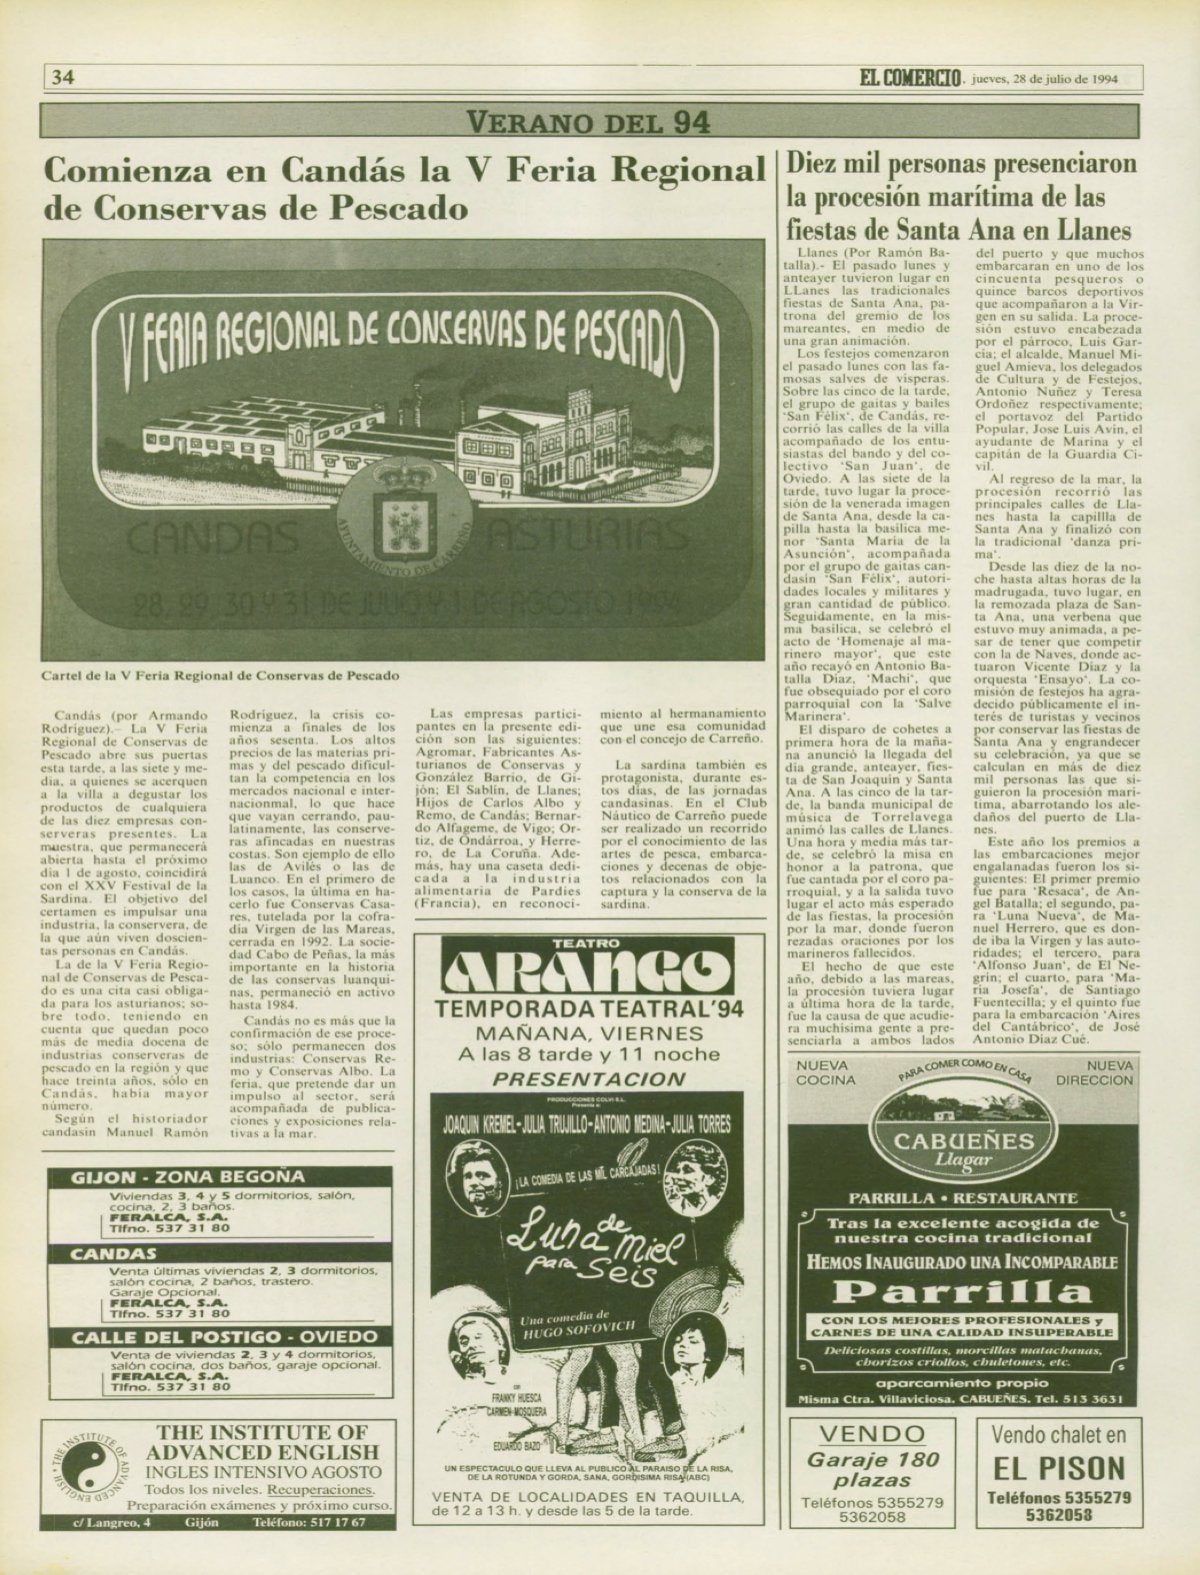 34
EL COMERCIO, jueves, 28 de julio de 1994
VERANO DEL 94
Comienza en Candás la V Feria Regional
de Conservas de Pescado
V FERIA REGIONAL DE CONSERVAS DE PESCADO
CANDAS ASTURIAS
AYUNTAMIENTO DE CARREÑO
28, 29, 30 Y 31 DE JULIO Y 1 DE AGOSTO 1994
Cartel de la V Feria Regional de Conservas de Pescado
Candás (por Armando
Rodríguez).– La V Feria
Regional de Conservas de
Pescado abre sus puertas
esta tarde, a las siete y me-
dia, a quienes se acerquen
a la villa a degustar los
productos de cualquiera
de las diez empresas con-
serveras presentes. La
muestra, que permanecerá
abierta hasta el próximo
día 1 de agosto, coincidirá
con el XXV Festival de la
Sardina. El objetivo del
certamen es impulsar una
industria, la conservera, de
la que aún viven doscien-
tas personas en Candás.
La de la V Feria Regio-
nal de Conservas de Pesca-
do es una cita casi obliga-
da para los asturianos; so-
bre todo, teniendo en
cuenta que quedan poco
más de media docena de
industrias conserveras de
pescado en la región y que
hace treinta años, sólo en
Candás, había mayor
número.
Según el historiador
candasín Manuel Ramón
Rodríguez, la crisis co-
mienza a finales de los
años sesenta. Los altos
precios de las materias pri-
mas y del pescado dificul-
tan la competencia en los
mercados nacional e inter-
nacionmal, lo que hace
que vayan cerrando, pau-
latinamente, las conserve-
ras afincadas en nuestras
costas. Son ejemplo de ello
las de Avilés o las de
Luanco. En el primero de
los casos, la última en ha-
cerlo fue Conservas Casa-
res, tutelada por la cofra-
día Virgen de las Mareas,
cerrada en 1992. La socie-
dad Cabo de Peñas, la más
importante en la historia
de las conservas luanqui-
nas, permaneció en activo
hasta 1984.
Candás no es más que la
confirmación de ese proce-
so; sólo permanecen dos
industrias: Conservas Re-
mo y Conservas Albo. La
feria, que pretende dar un
impulso al sector, será
acompañada de publica-
ciones y exposiciones rela-
tivas a la mar.
Las empresas partici-
pantes en la presente edi-
ción son las siguientes:
Agromar, Fabricantes As-
turianos de Conservas y
González Barrio, de Gi-
jón; El Sablín, de Llanes;
Hijos de Carlos Albo y
Remo, de Candás; Bernar-
do Alfageme, de Vigo; Or-
tiz, de Ondárroa, y Herre-
ro, de La Coruña. Ade-
más, hay una caseta dedi-
cada a la industria
alimentaria de Pardies
(Francia), en reconoci-
miento al hermanamiento
que une esa comunidad
con el concejo de Carreño.
La sardina también es
protagonista, durante es-
tos días, de las jornadas
candasinas. En el Club
Náutico de Carreño puede
ser realizado un recorrido
por el conocimiento de las
artes de pesca, embarca-
ciones y decenas de obje-
tos relacionados con la
captura y la conserva de la
sardina.
Diez mil personas presenciaron
la procesión marítima de las
fiestas de Santa Ana en Llanes
Llanes (Por Ramón Ba-
talla).- El pasado lunes y
anteayer tuvieron lugar en
LLanes las tradicionales
fiestas de Santa Ana, pa-
trona del gremio de los
mareantes, en medio de
una gran animación.
Los festejos comenzaron
el pasado lunes con las fa-
mosas salves de vísperas.
Sobre las cinco de la tarde,
el grupo de gaitas y bailes
'San Félix', de Candás, re-
corrió las calles de la villa
acompañado de los entu-
siastas del bando y del co-
lectivo 'San Juan', de
Oviedo. A las siete de la
tarde, tuvo lugar la proce-
sión de la venerada imagen
de Santa Ana, desde la ca-
pilla hasta la basílica me-
nor 'Santa María de la
Asunción', acompañada
por el grupo de gaitas can-
dasín 'San Félix', autori-
dades locales y militares y
gran cantidad de público.
Seguidamente, en la mis-
ma basílica, se celebró el
acto de 'Homenaje al ma-
rinero mayor', que este
año recayó en Antonio Ba-
talla Díaz, 'Machi', que
fue obsequiado por el coro
parroquial con la 'Salve
Marinera'.
El disparo de cohetes a
primera hora de la maña-
na anunció la llegada del
día grande, anteayer, fies-
ta de San Joaquín y Santa
Ana. A las cinco de la tar-
de, la banda municipal de
música de Torrelavega
animó las calles de Llanes.
Una hora y media más tar-
de, se celebró la misa en
honor a la patrona, que
fue cantada por el coro pa-
rroquial, y a la salida tuvo
lugar el acto más esperado
de las fiestas, la procesión
por la mar, donde fueron
rezadas oraciones por los
marineros fallecidos.
El hecho de que este
año, debido a las mareas,
la procesión tuviera lugar
a última hora de la tarde,
fue la causa de que acudie-
ra muchísima gente a pre-
senciarla a ambos lados
del puerto y que muchos
embarcaran en uno de los
cincuenta pesqueros o
quince barcos deportivos
que acompañaron a la Vir-
gen en su salida. La proce-
sión estuvo encabezada
por el párroco, Luis Gar-
cía; el alcalde, Manuel Mi-
guel Amieva, los delegados
de Cultura y de Festejos,
Antonio Nuñez y Teresa
Ordoñez respectivamente;
el portavoz del Partido
Popular, Jose Luis Avín, el
ayudante de Marina y el
capitán de la Guardia Ci-
vil.
Al regreso de la mar, la
procesión recorrió las
principales calles de Lla-
nes hasta la capillla de
Santa Ana y finalizó con
la tradicional 'danza pri-
ma'.
Desde las diez de la no-
che hasta altas horas de la
madrugada, tuvo lugar, en
la remozada plaza de San-
ta Ana, una verbena que
estuvo muy animada, a pe-
sar de tener que competir
con la de Naves, donde ac-
tuaron Vicente Díaz y la
orquesta 'Ensayo'. La co-
misión de festejos ha agra-
decido públicamente el in-
terés de turistas y vecinos
por conservar las fiestas de
Santa Ana y engrandecer
su celebración, ya que se
calculan en más de diez
mil personas las que si-
guieron la procesión marí-
tima, abarrotando los ale-
daños del puerto de Lla-
nes.
Este año los premios a
las embarcaciones mejor
engalanadas fueron los si-
guientes: El primer premio
fue para 'Resaca', de An-
gel Batalla; el segundo, pa-
ra 'Luna Nueva', de Ma-
nuel Herrero, que es don-
de iba la Virgen y las auto-
ridades; el tercero, para
'Alfonso Juan', de El Ne-
grín; el cuarto, para 'Ma-
ría Josefa', de Santiago
Fuentecilla; y el quinto fue
para la embarcación 'Aires
del Cantábrico', de José
Antonio Díaz Cué.
GIJON - ZONA BEGOÑA
Viviendas 3, 4 y 5 dormitorios, salón,
cocina, 2, 3 baños.
FERALCA, S.A.
Tlfno. 537 31 80
CANDAS
Venta últimas viviendas 2, 3 dormitorios,
salón cocina, 2 baños, trastero.
Garaje Opcional.
FERALCA, S.A.
Tlfno. 537 31 80
CALLE DEL POSTIGO - OVIEDO
Venta de viviendas 2, 3 y 4 dormitorios,
salón cocina, dos baños, garaje opcional.
FERALCA, S.A.
Tlfno. 537 31 80
THE INSTITUTE OF ADVANCED ENGLISH
THE INSTITUTE OF
ADVANCED ENGLISH
INGLES INTENSIVO AGOSTO
Todos los niveles. Recuperaciones.
Preparación exámenes y próximo curso.
c/ Langreo, 4 Gijón Teléfono: 517 17 67
TEATRO
ARANGO
TEMPORADA TEATRAL'94
MAÑANA, VIERNES
A las 8 tarde y 11 noche
PRESENTACION
PRODUCCIONES COLVI S.L.
Presenta a:
JOAQUIN KREMEL-JULIA TRUJILLO-ANTONIO MEDINA-JULIA TORRES
¡LA COMEDIA DE LAS MIL CARCAJADAS!
Luna de
miel
para
Seis
Una comedia de
HUGO SOFOVICH
con
FRANKY HUESCA
CARMEN-MOSQUERA
EDUARDO BAZO
UN ESPECTACULO QUE LLEVA AL PUBLICO AL PARAISO DE LA RISA,
DE LA ROTUNDA Y GORDA, SANA, GORDISIMA RISA (ABC)
VENTA DE LOCALIDADES EN TAQUILLA,
de 12 a 13 h. y desde las 5 de la tarde.
NUEVA
COCINA
PARA COMER COMO EN CASA
NUEVA
DIRECCION
CABUEÑES
Llagar
PARRILLA • RESTAURANTE
Tras la excelente acogida de
nuestra cocina tradicional
HEMOS INAUGURADO UNA INCOMPARABLE
Parrilla
CON LOS MEJORES PROFESIONALES y
CARNES DE UNA CALIDAD INSUPERABLE
Deliciosas costillas, morcillas matachanas,
chorizos criollos, chuletones, etc.
aparcamiento propio
Misma Ctra. Villaviciosa. CABUEÑES. Tel. 513 3631
VENDO
Garaje 180
plazas
Teléfonos 5355279
5362058
Vendo chalet en
EL PISON
Teléfonos 5355279
5362058